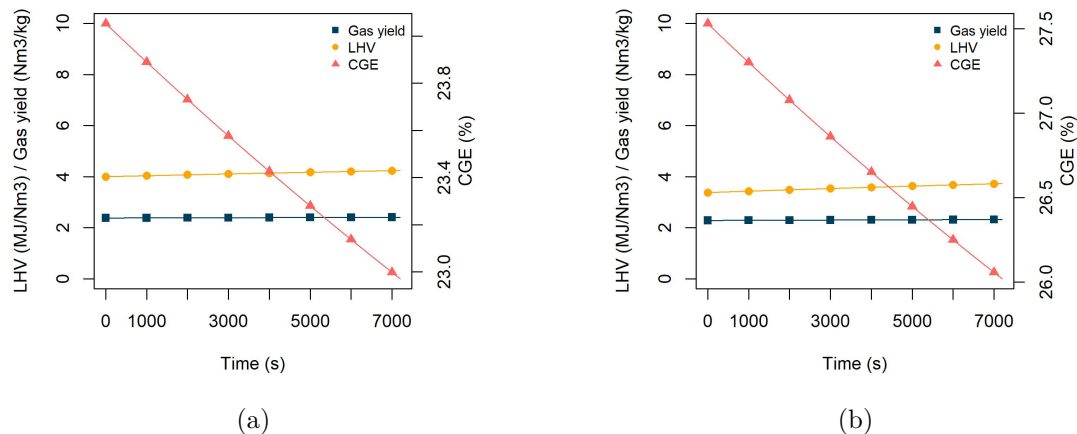 LHV (MJ/Nm3) / Gas yield (Nm3/kg)
10
8
6
4
2
0
Gas yield
LHV
CGE
23.8
23.4
23.0
CGE (%)
0 1000 3000 5000 7000
Time (s)
(a)
LHV (MJ/Nm3) / Gas yield (Nm3/kg)
10
8
6
4
2
0
Gas yield
LHV
CGE
27.5
27.0
26.5
26.0
CGE (%)
0 1000 3000 5000 7000
Time (s)
(b)